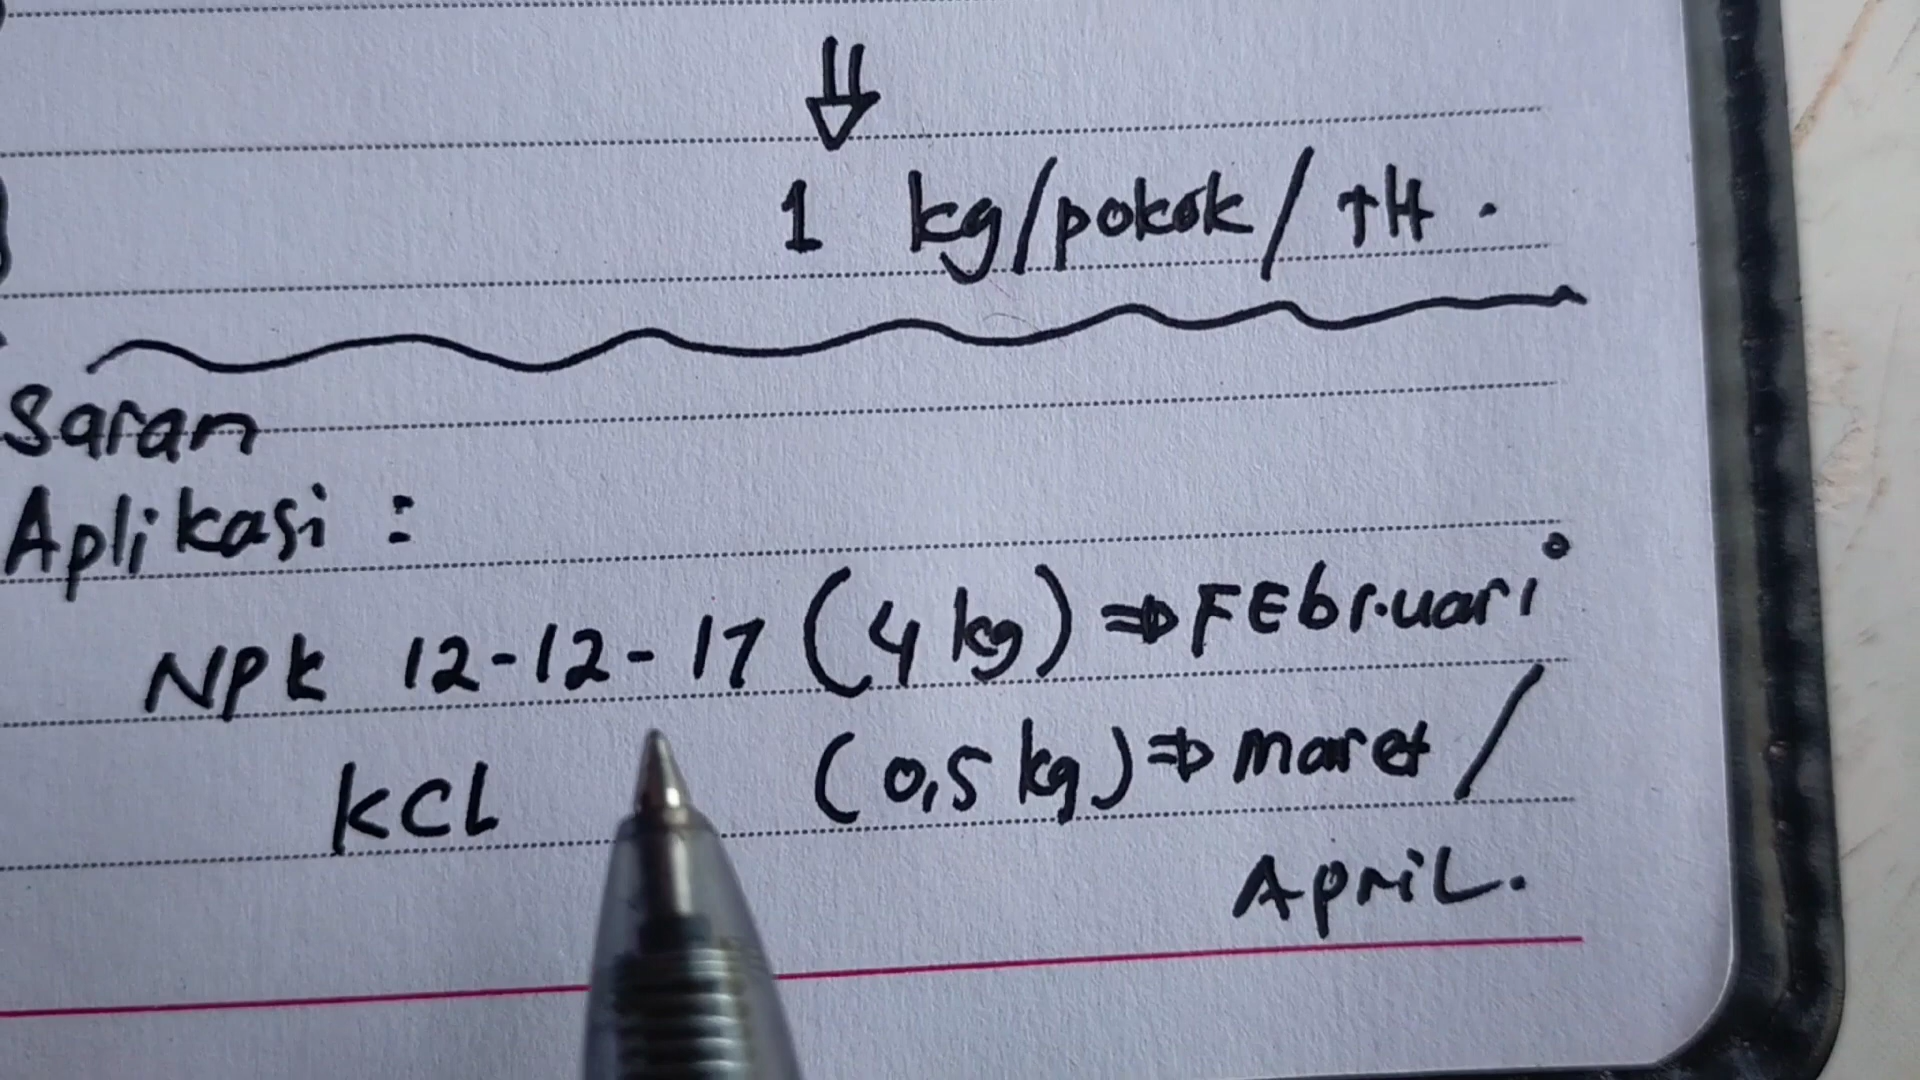 1 kg/pokok/TH.
Saran
Aplikasi :
NPK 12-12-17 (4 kg) ⇒ FEbruari
KCL (0,5 kg) ⇒ maret /
APriL.